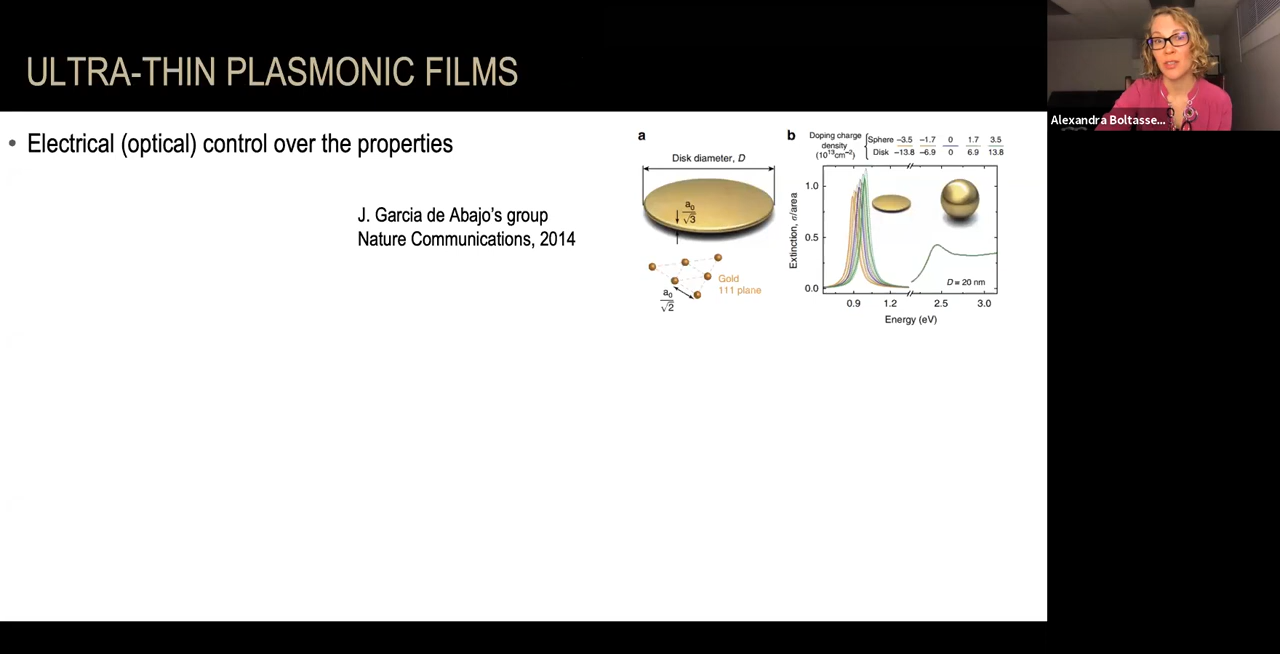 ULTRA-THIN PLASMONIC FILMS
Alexandra Boltasse...
• Electrical (optical) control over the properties
J. Garcia de Abajo's group
Nature Communications, 2014
a
Disk diameter, D
a₀
√3
Gold
111 plane
a₀
√2
b
Doping charge
density
(10¹³cm⁻²)
Sphere −3.5 −1.7 0 1.7 3.5
Disk −13.8 −6.9 0 6.9 13.8
Extinction, σ/area
1.0
0.5
0.0
D = 20 nm
0.9 1.2 2.5 3.0
Energy (eV)